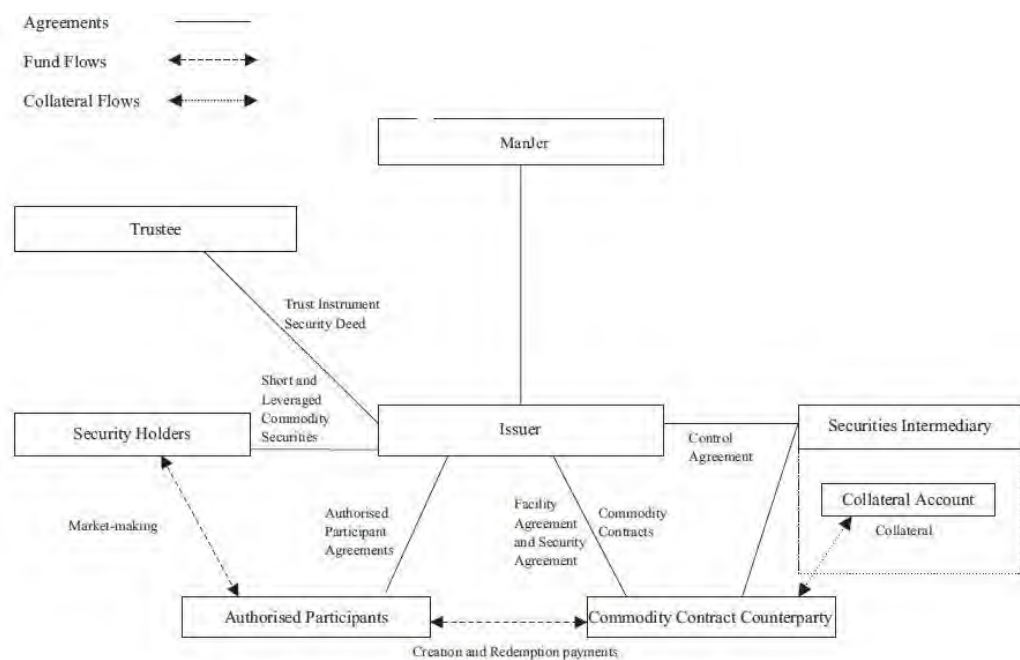 Agreements
Fund Flows
Collateral Flows
ManJer
Trustee
Trust Instrument
Security Deed
Short and
Leveraged
Commodity
Securities
Security Holders
Issuer
Control
Agreement
Securities Intermediary
Collateral Account
Collateral
Market-making
Authorised
Participant
Agreements
Facility
Agreement
and Security
Agreement
Commodity
Contracts
Authorised Participants
Commodity Contract Counterparty
Creation and Redemption payments